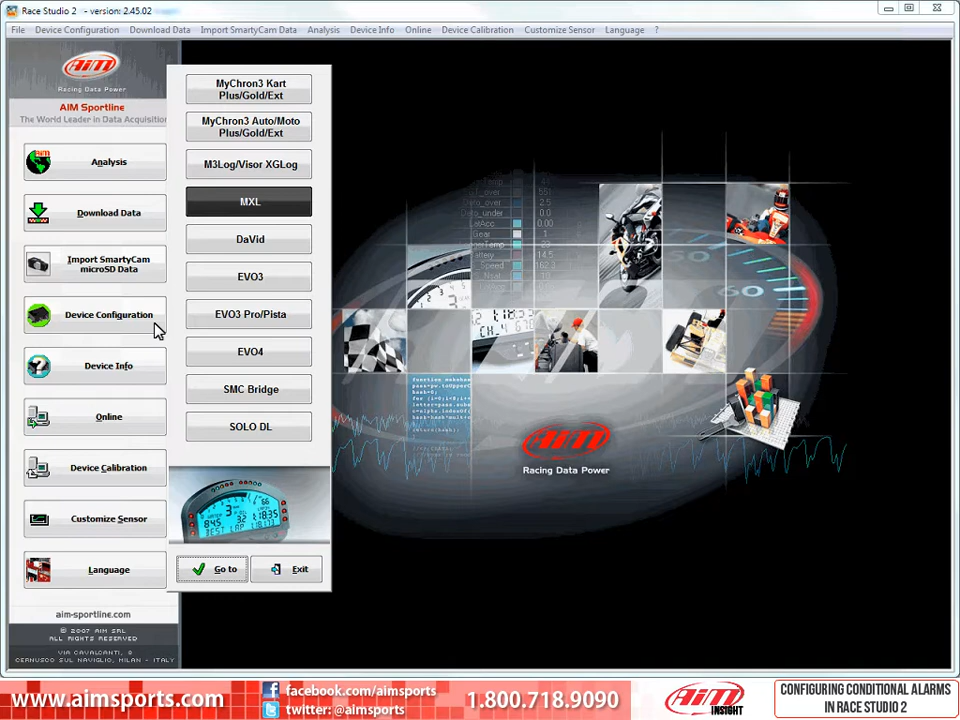 Race Studio 2 - version: 2.45.02
File Device Configuration Download Data Import SmartyCam Data Analysis Device Info Online Device Calibration Customize Sensor Language ?
AIM
Racing Data Power
AIM Sportline
The World Leader in Data Acquisition
Analysis
Download Data
Import SmartyCam
microSD Data
Device Configuration
Device Info
Online
Device Calibration
Customize Sensor
Language
aim-sportline.com
© 2007 AIM SRL
ALL RIGHTS RESERVED
VIA CAVALCANTI, 8
CERNUSCO SUL NAVIGLIO, MILAN - ITALY
MyChron3 Kart
Plus/Gold/Ext
MyChron3 Auto/Moto
Plus/Gold/Ext
M3Log/Visor XGLog
MXL
DaVid
EVO3
EVO3 Pro/Pista
EVO4
SMC Bridge
SOLO DL
Go to
Exit
AIM
Racing Data Power
www.aimsports.com
facebook.com/aimsports
twitter: @aimsports
1.800.718.9090
AIM
INSIGHT
CONFIGURING CONDITIONAL ALARMS
IN RACE STUDIO 2